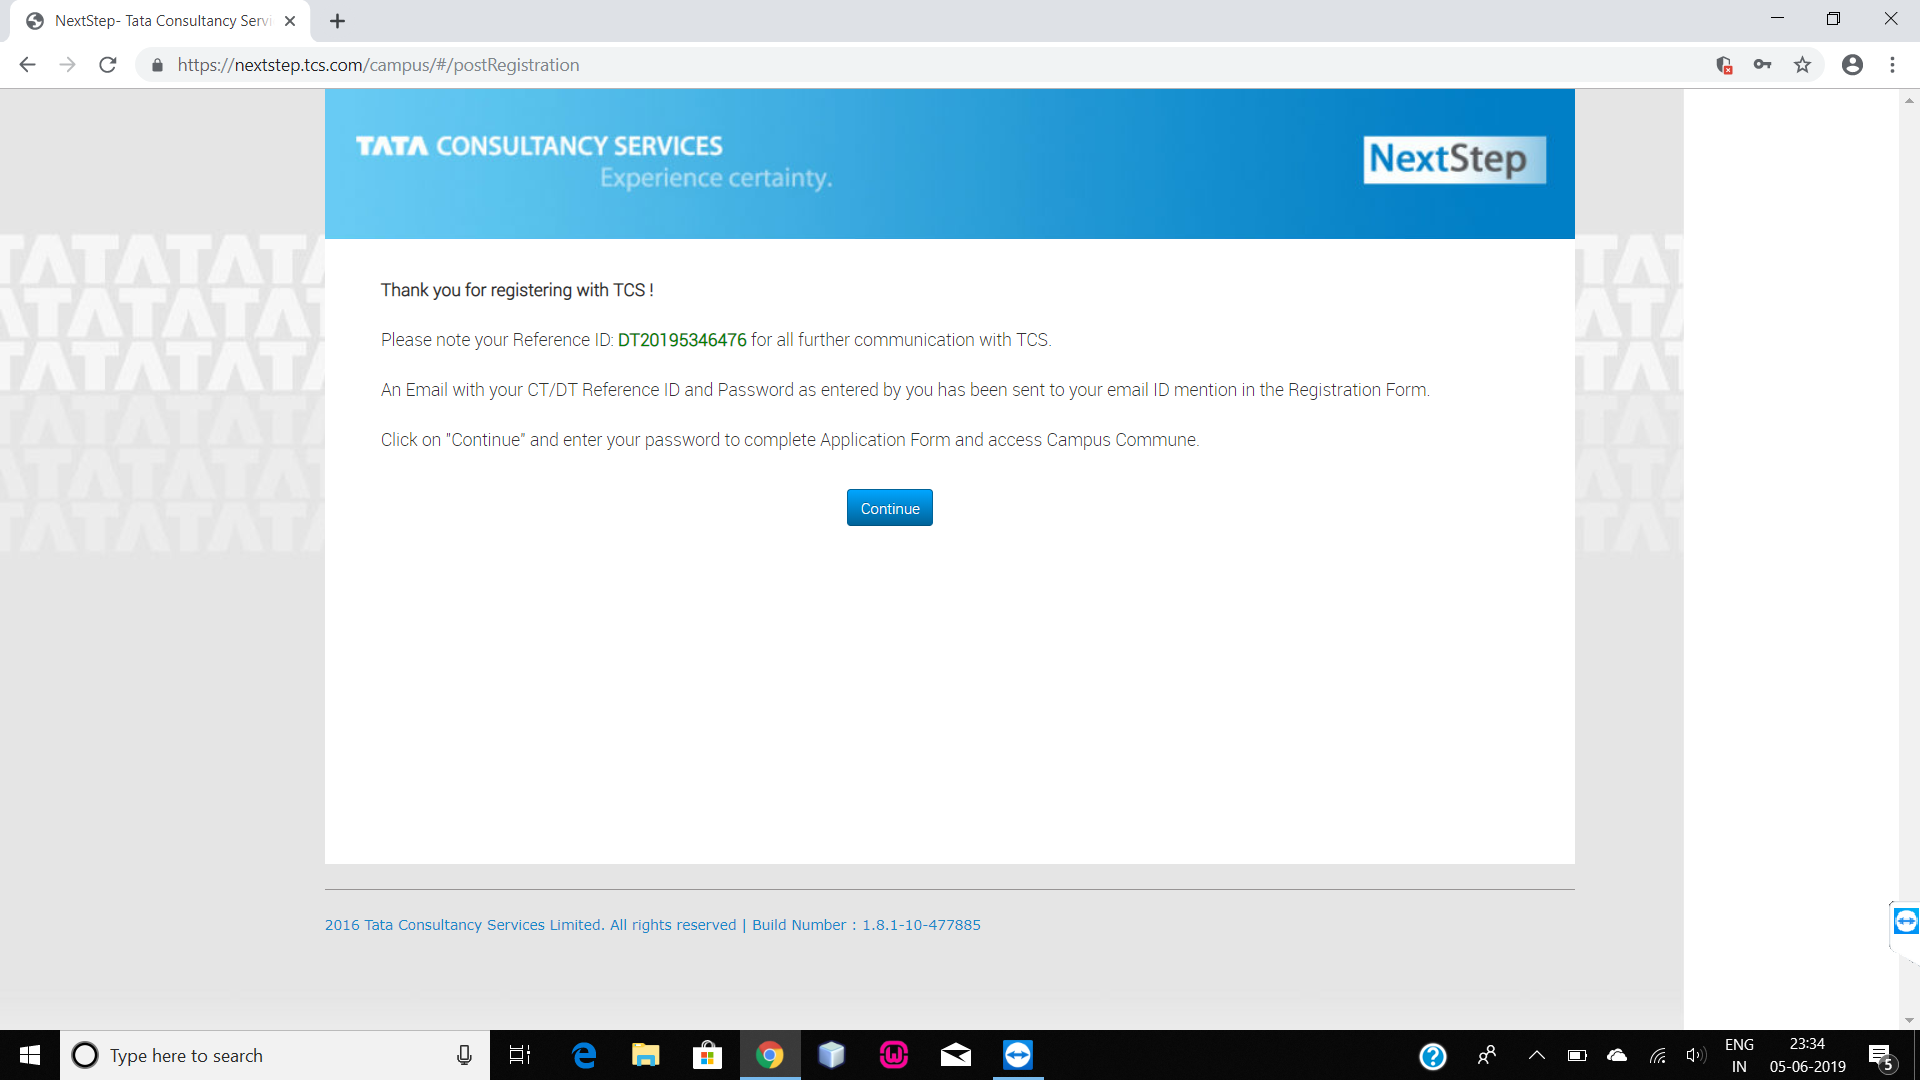 NextStep- Tata Consultancy Servi
https://nextstep.tcs.com/campus/#/postRegistration
TATA CONSULTANCY SERVICES
Experience certainty.
NextStep
Thank you for registering with TCS !
Please note your Reference ID: DT20195346476 for all further communication with TCS.
An Email with your CT/DT Reference ID and Password as entered by you has been sent to your email ID mention in the Registration Form.
Click on "Continue" and enter your password to complete Application Form and access Campus Commune.
Continue
2016 Tata Consultancy Services Limited. All rights reserved | Build Number : 1.8.1-10-477885
Type here to search
ENG
IN
23:34
05-06-2019
5